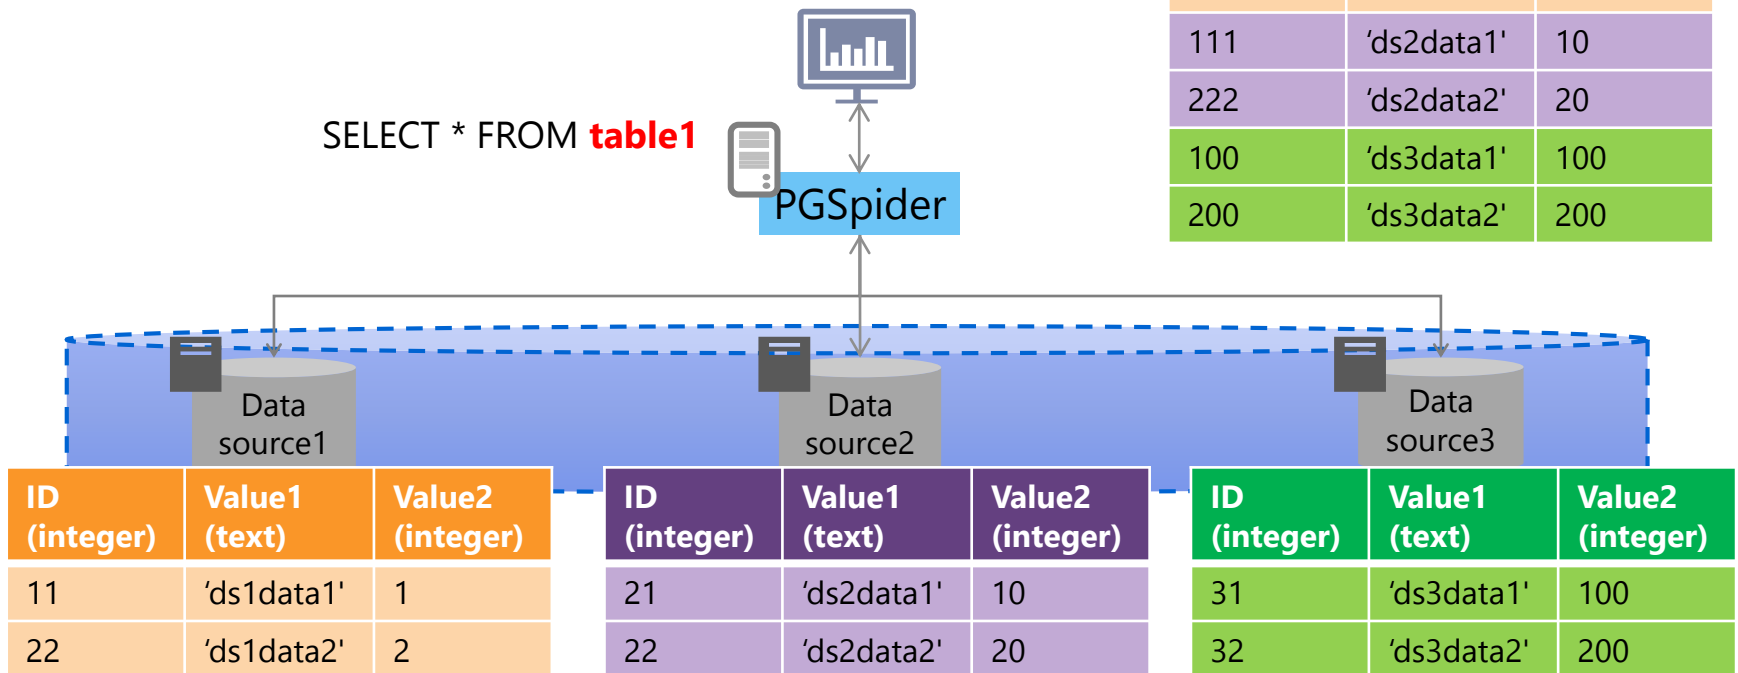 111 ‘ds2data1' 10
222 ‘ds2data2' 20
100 ‘ds3data1' 100
200 ‘ds3data2' 200
SELECT * FROM table1
PGSpider
Data
source1
Data
source2
Data
source3
ID Value1 Value2
(integer) (text) (integer)
11 ‘ds1data1' 1
22 ‘ds1data2' 2
ID Value1 Value2
(integer) (text) (integer)
21 ‘ds2data1' 10
22 ‘ds2data2' 20
ID Value1 Value2
(integer) (text) (integer)
31 ‘ds3data1' 100
32 ‘ds3data2' 200